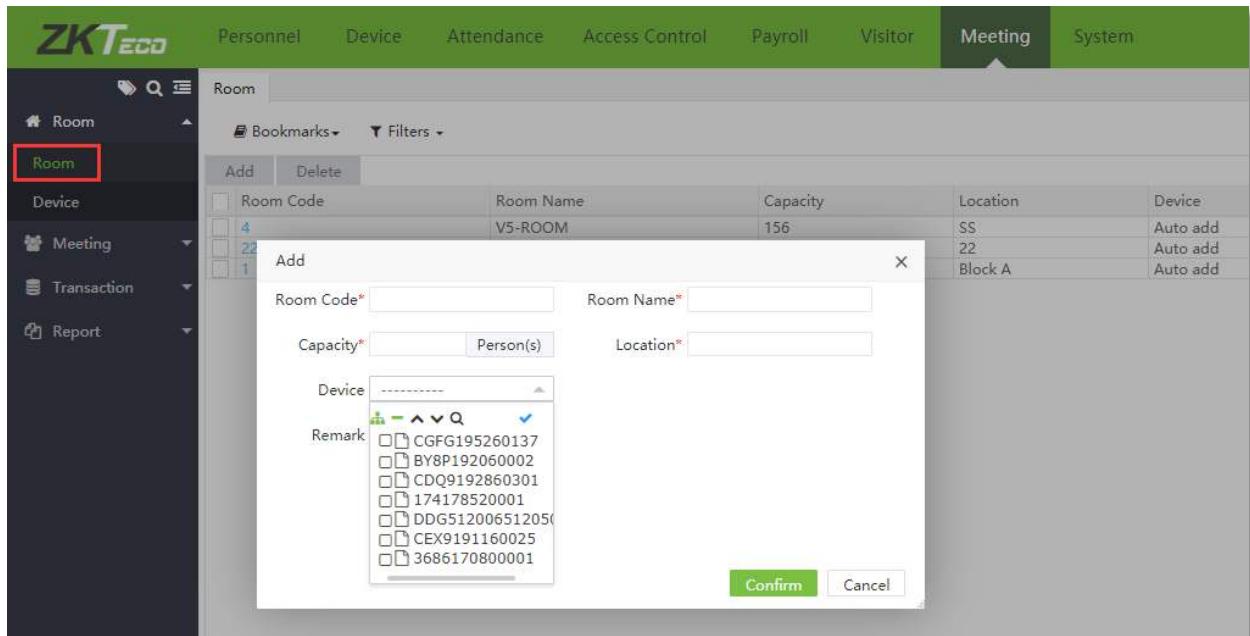 ZKTeco Personnel Device Attendance Access Control Payroll Visitor Meeting System
Room
Room
Bookmarks Filters
Room
Add Delete
Device
Room Code Room Name Capacity Location Device
4 V5-ROOM 156 SS Auto add
Meeting
22 22 Auto add
1 Block A Auto add
Transaction
Report
Add
Room Code* Room Name*
Capacity* Person(s) Location*
Device ----------
Remark
CGFG195260137
BY8P192060002
CDQ9192860301
174178520001
DDG512006512050
CEX9191160025
3686170800001
Confirm Cancel